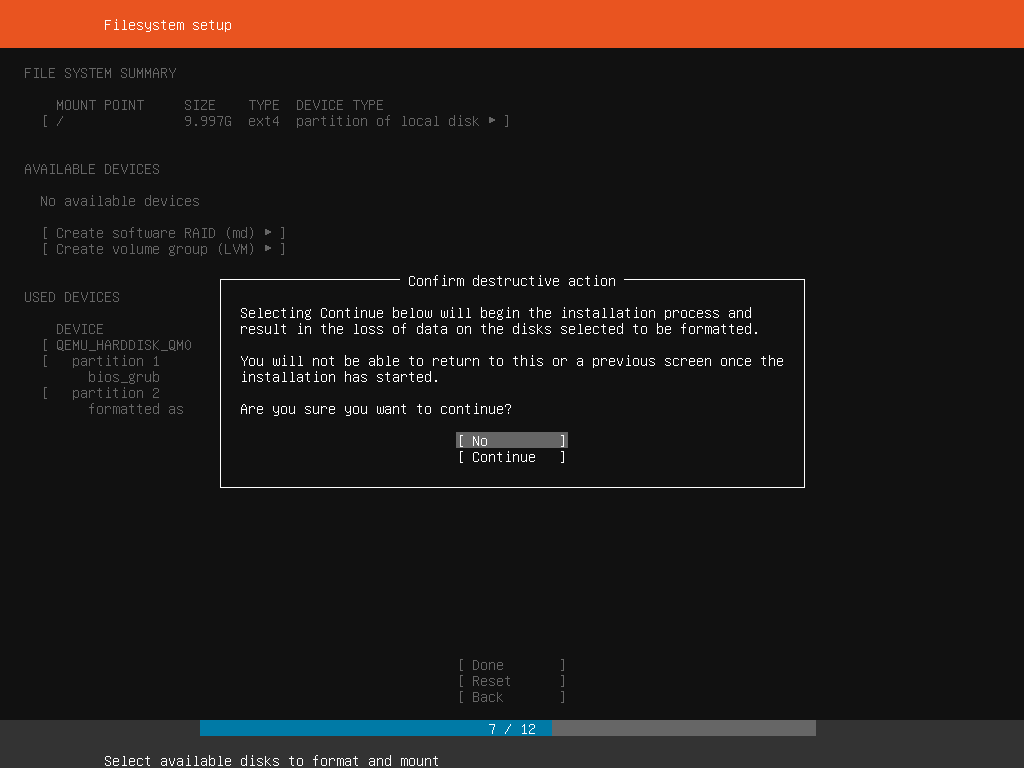 Filesystem setup
FILE SYSTEM SUMMARY
MOUNT POINT     SIZE    TYPE  DEVICE TYPE
[ /               9.997G  ext4  partition of local disk ▸ ]
AVAILABLE DEVICES
No available devices
[ Create software RAID (md) ▸ ]
[ Create volume group (LVM) ▸ ]
USED DEVICES
DEVICE
[ QEMU_HARDDISK_QM0
[   partition 1
bios_grub
[   partition 2
formatted as
Confirm destructive action
Selecting Continue below will begin the installation process and
result in the loss of data on the disks selected to be formatted.
You will not be able to return to this or a previous screen once the
installation has started.
Are you sure you want to continue?
[ No         ]
[ Continue   ]
[ Done       ]
[ Reset      ]
[ Back       ]
7 / 12
Select available disks to format and mount